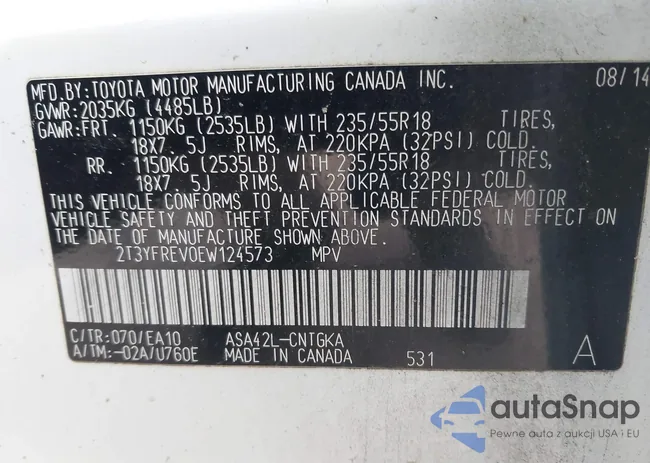 MFD.BY:TOYOTA MOTOR MANUFACTURING CANADA INC. 08/14
GVWR:2035KG (4485LB)
GAWR:FRT. 1150KG (2535LB) WITH 235/55R18 TIRES,
18X7. 5J RIMS, AT 220KPA (32PSI) COLD.
RR. 1150KG (2535LB) WITH 235/55R18 TIRES,
18X7. 5J RIMS, AT 220KPA (32PSI) COLD.
THIS VEHICLE CONFORMS TO ALL APPLICABLE FEDERAL MOTOR
VEHICLE SAFETY AND THEFT PREVENTION STANDARDS IN EFFECT ON
THE DATE OF MANUFACTURE SHOWN ABOVE.
2T3YFREV0EW124573 MPV
C/TR:070/EA10 ASA42L-CNTGKA
A/TM:-02A/U760E MADE IN CANADA 531 A
autaSnap
Pewne auta z aukcji USA i EU